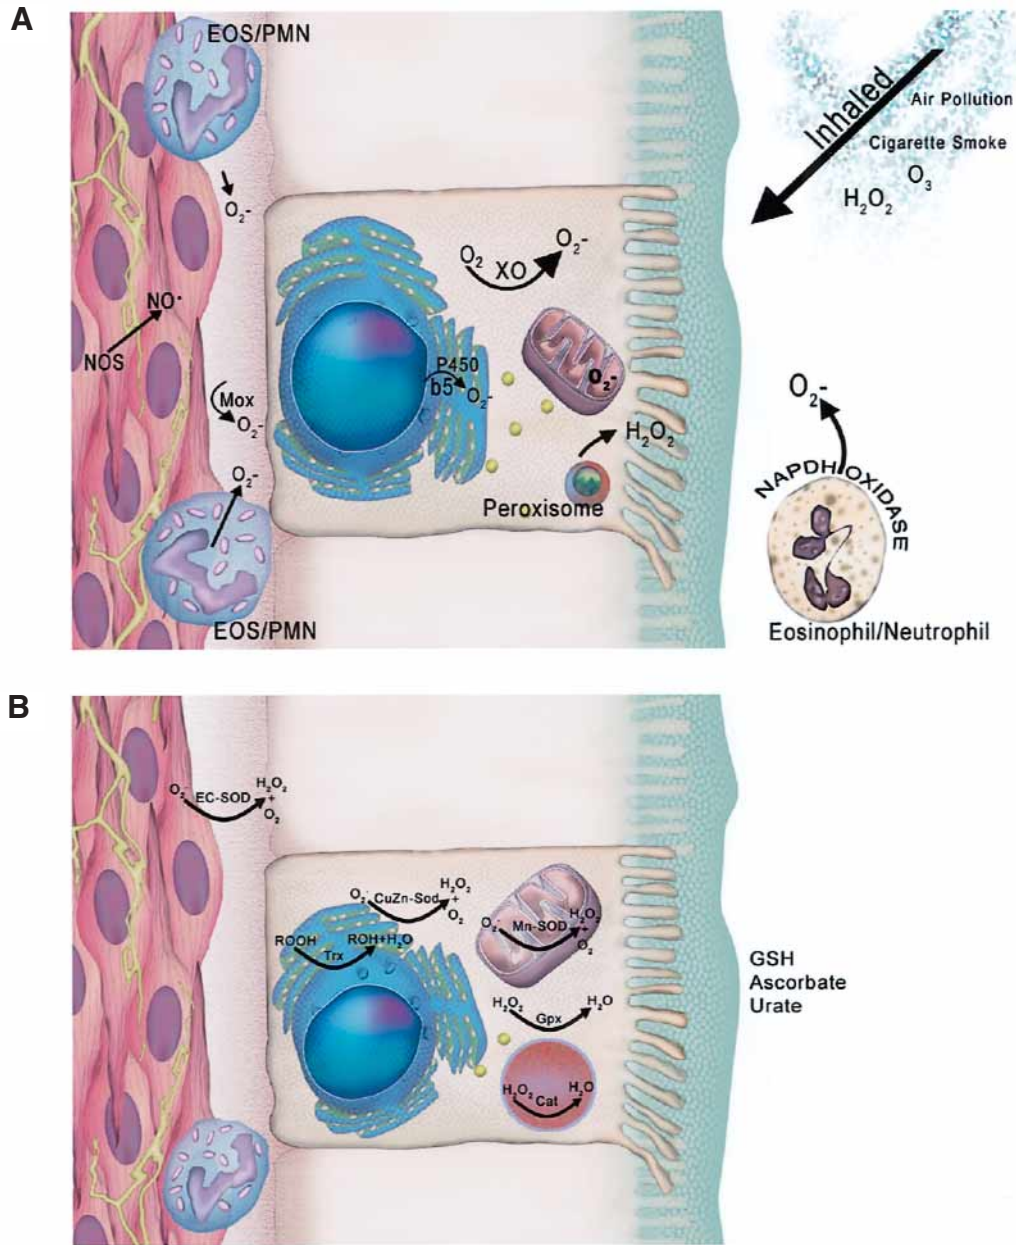 A
EOS/PMN
Inhaled
Air Pollution
Cigarette Smoke
O₃
H₂O₂
O₂-
O₂ XO O₂-
NO•
NOS
P450
b5 O₂-
O₂-
Mox
O₂-
O₂-
H₂O₂
Peroxisome
O₂-
NAPDH OXIDASE
EOS/PMN
Eosinophil/Neutrophil
B
O₂- EC-SOD H₂O₂
+
O₂
O₂- CuZn-Sod H₂O₂
+
O₂
ROOH Trx ROH+H₂O
O₂- Mn-SOD H₂O₂
+
O₂
H₂O₂ Gpx H₂O
H₂O₂ Cat H₂O
GSH
Ascorbate
Urate